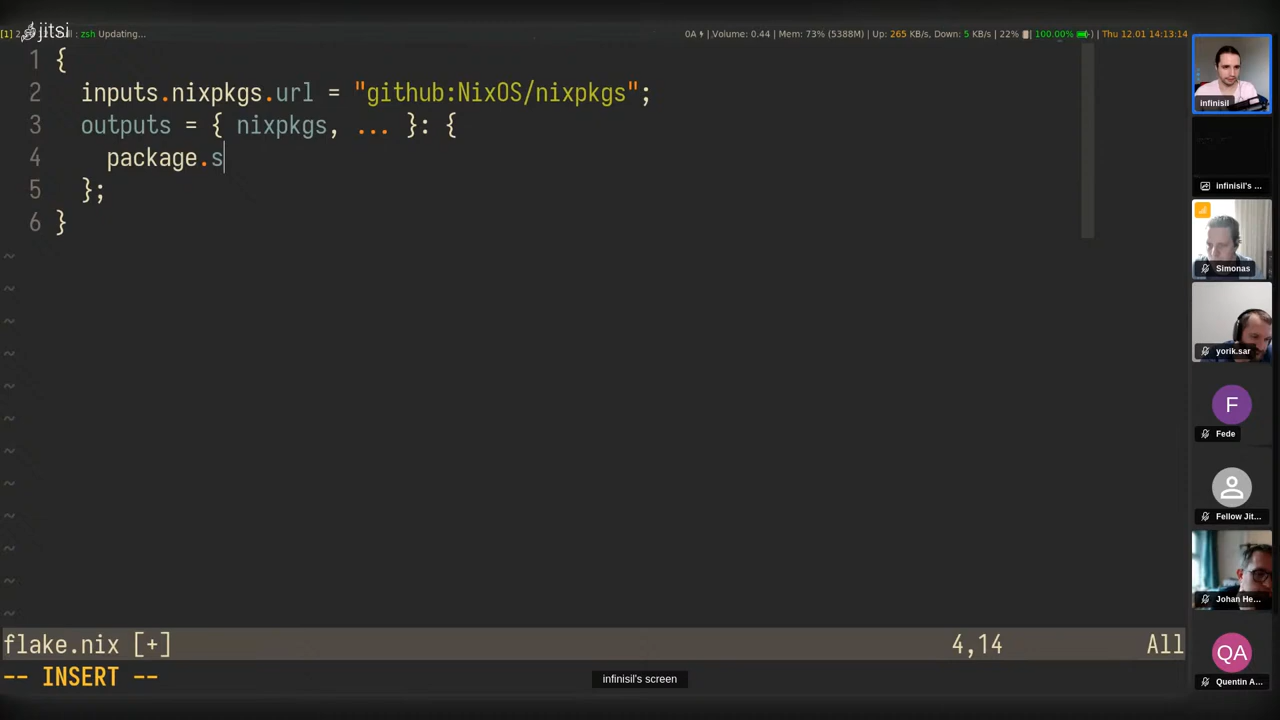 jitsi
[1] 2 zsh Updating...
0A Volume: 0.44 | Mem: 73% (5388M) | Up: 265 KB/s, Down: 5 KB/s | 22% | 100.00% | Thu 12.01 14:13:14
1 {
2 inputs.nixpkgs.url = "github:NixOS/nixpkgs";
3 outputs = { nixpkgs, ... }: {
4 package.s
5 };
6 }
~
~
~
~
~
~
~
~
~
~
~
~
flake.nix [+] 4,14 All
-- INSERT --
infinisil's screen
infinisil
infinisil's ...
Simonas
yorik.sar
F
Fede
Fellow Jit...
Johan He...
QA
Quentin A...